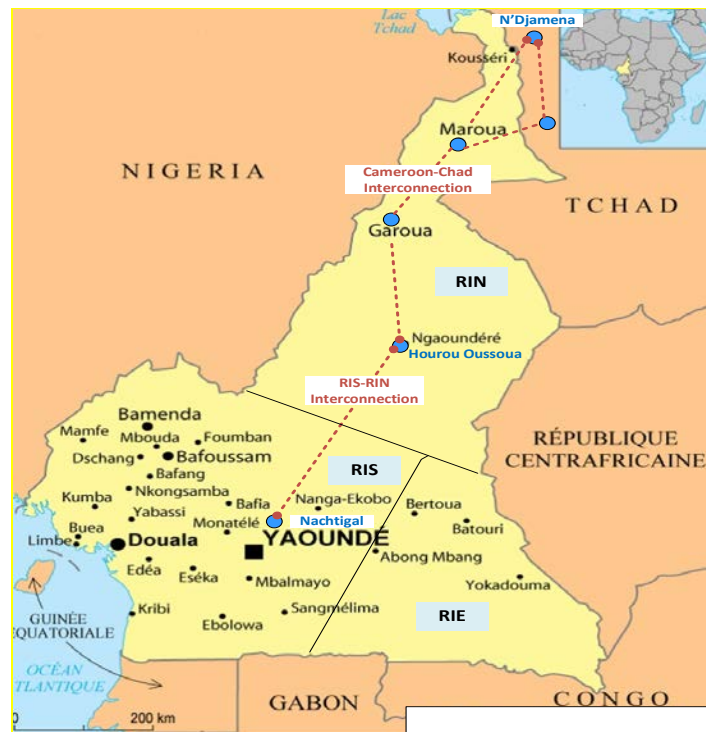 Lac
Tchad
N'Djamena
Kousséri
Maroua
NIGERIA
Cameroon-Chad
Interconnection
TCHAD
Garoua
RIN
Ngaoundéré
Hourou Oussoua
RIS-RIN
Interconnection
Bamenda
Mamfe
Mbouda
Foumban
Dschang
Bafoussam
Bafang
RÉPUBLIQUE
CENTRAFRICAINE
RIS
Kumba
Nkongsamba
Bafia
Nanga-Ekobo
Bertoua
Yabassi
Monatélé
Nachtigal
Batouri
Buea
Limbe
Douala
YAOUNDÉ
Abong Mbang
Edéa
Eséka
Mbalmayo
Yokadouma
Kribi
Ebolowa
Sangmélima
RIE
GUINÉE
EQUATORIALE
OCÉAN
ATLANTIQUE
GABON
CONGO
0
200 km